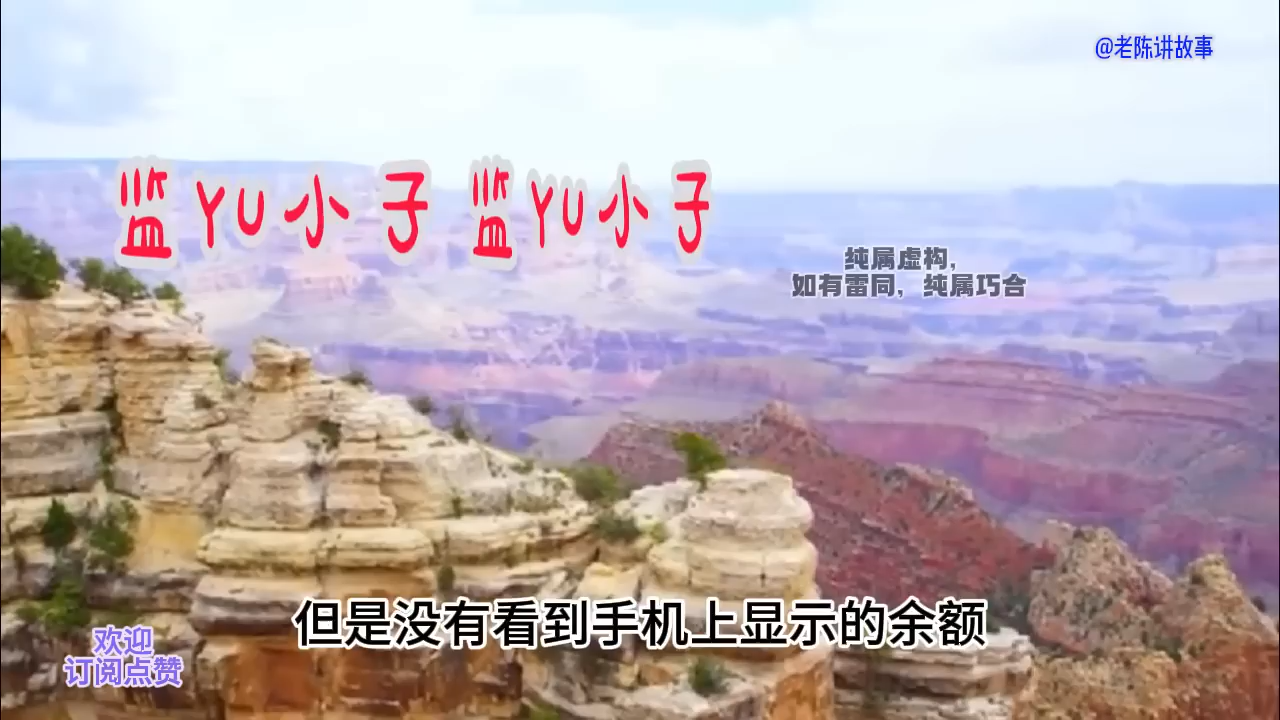 @老陈讲故事
监YU小子 监YU小子
纯属虚构，
如有雷同，纯属巧合
但是没有看到手机上显示的余额
欢迎
订阅点赞